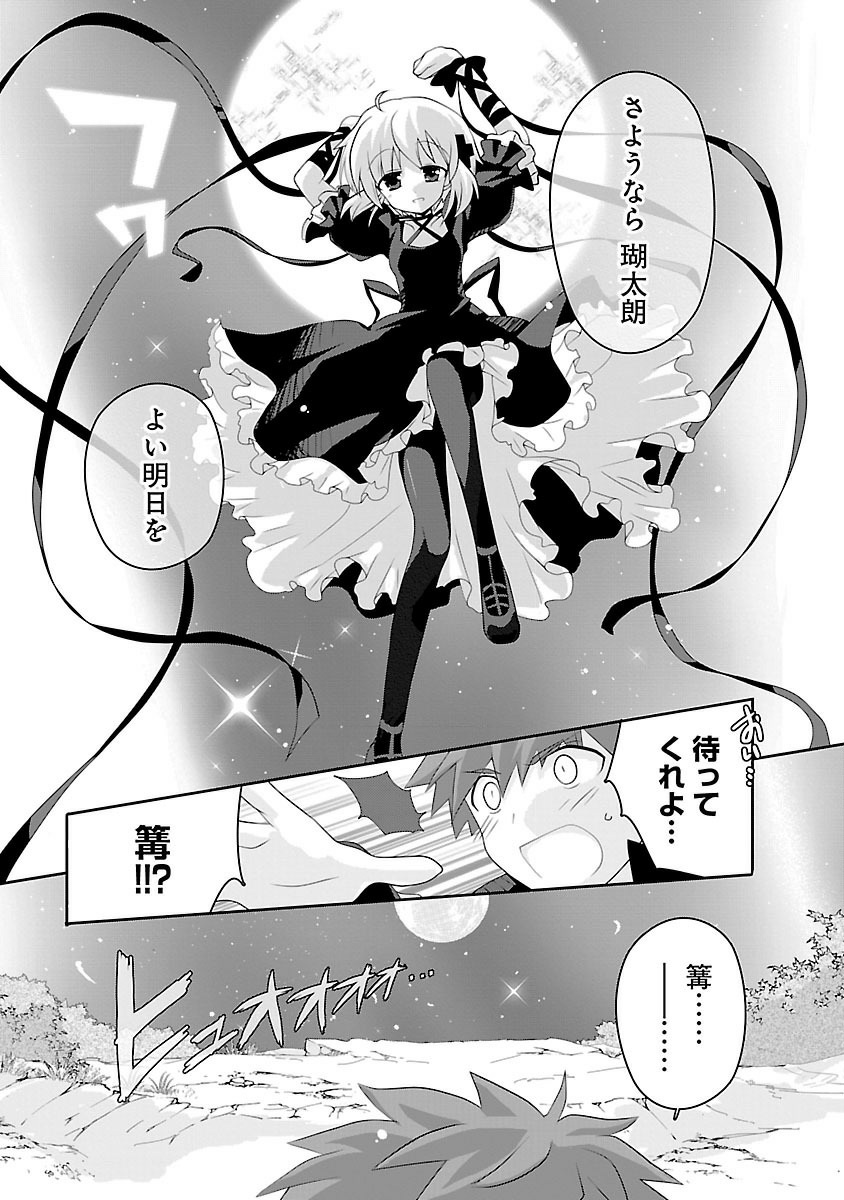 さようなら 瑚太朗
フワ
よい明日を
おい…
待って
くれよ…
篝
!!?
篝……
――……
ヒュオオオオ…